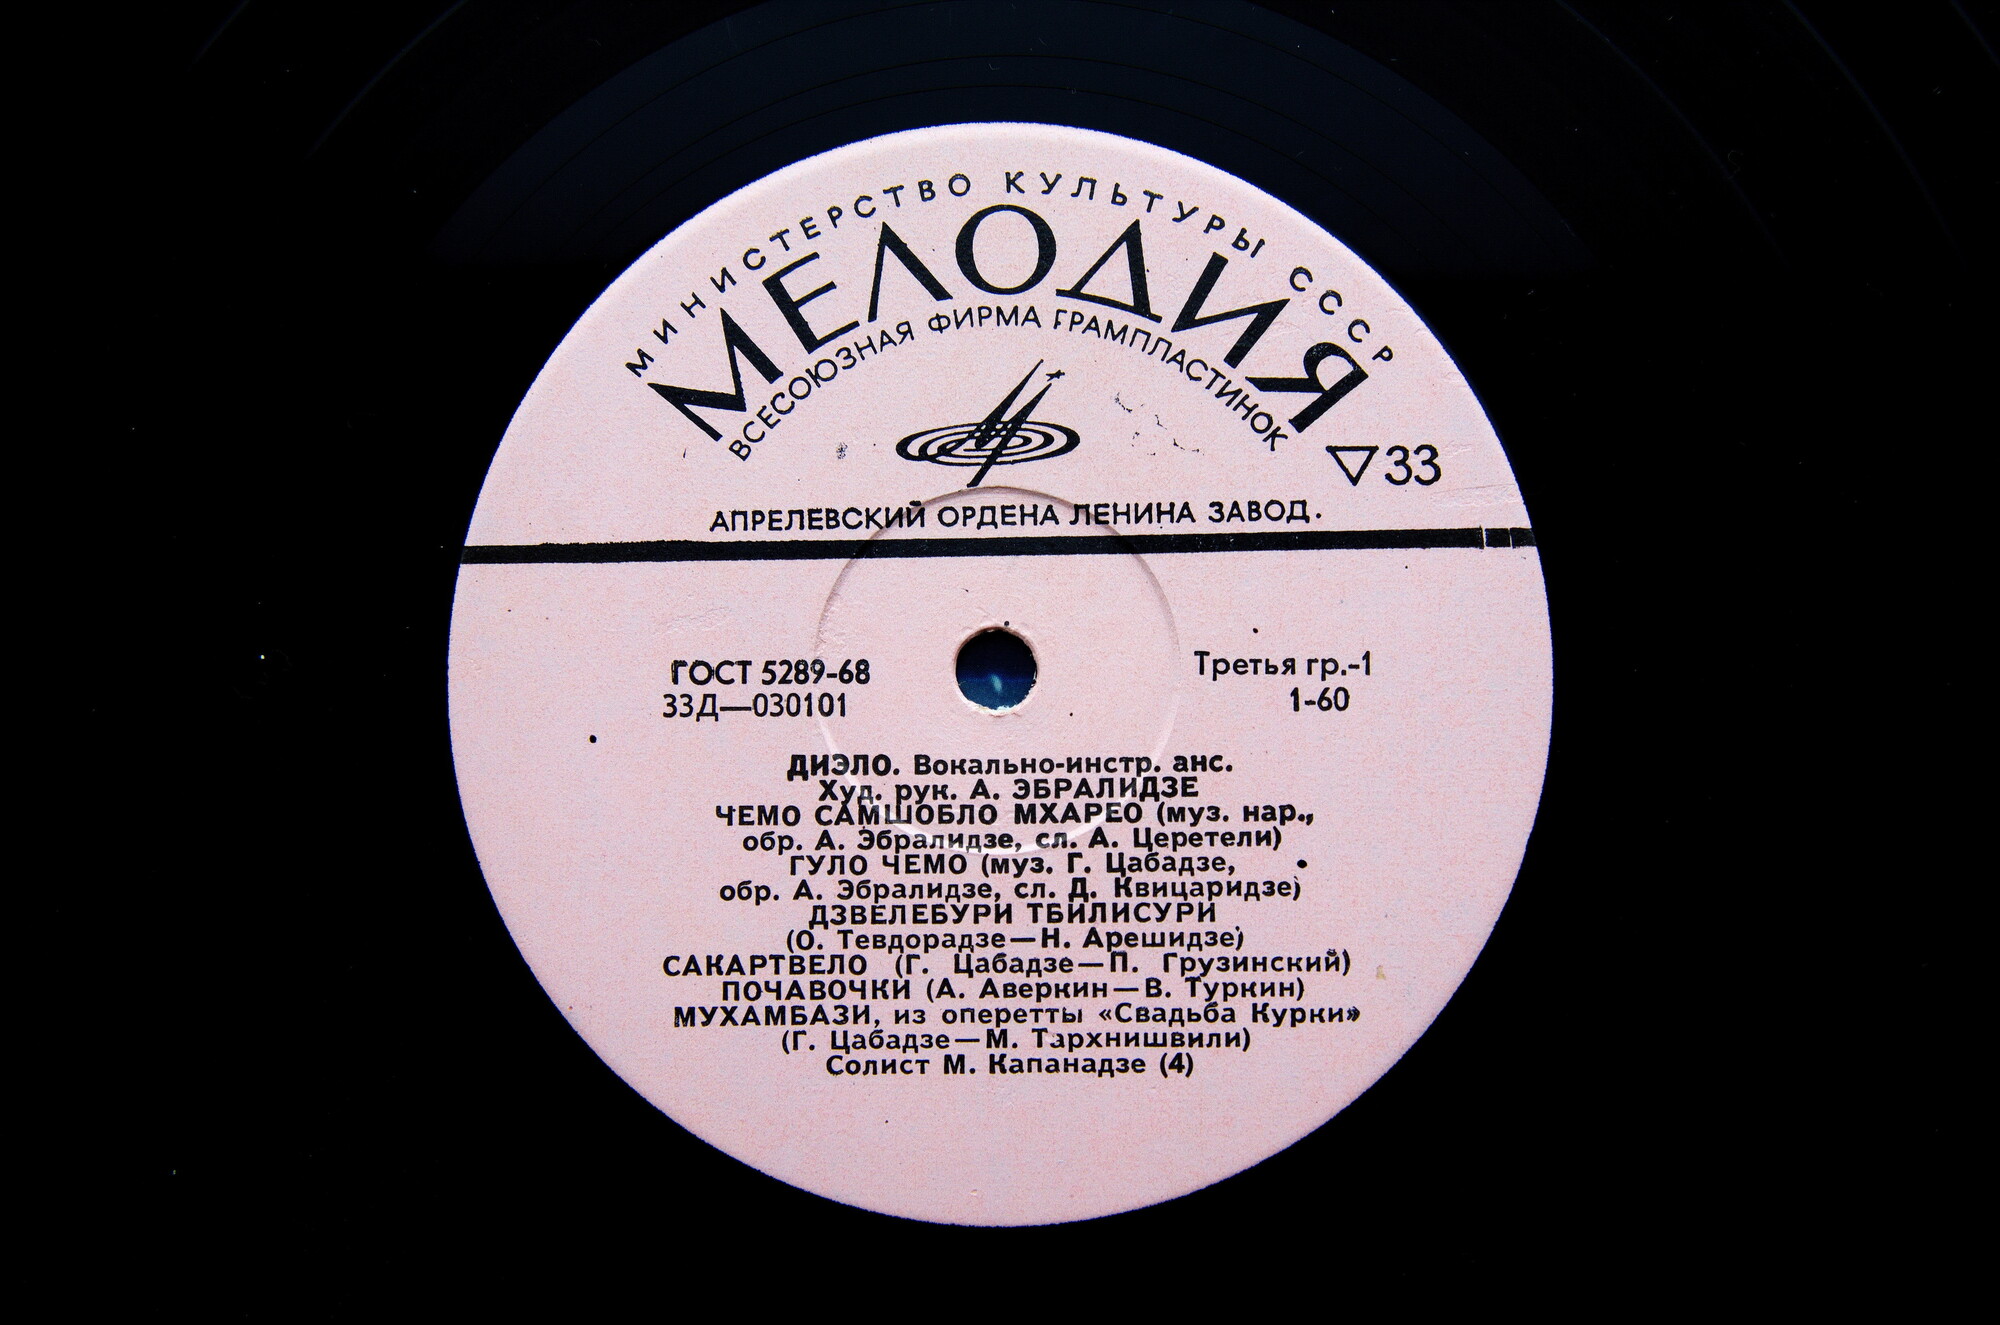 МИНИСТЕРСТВО КУЛЬТУРЫ СССР
МЕЛОДИЯ
ВСЕСОЮЗНАЯ ФИРМА ГРАМПЛАСТИНОК
33
АПРЕЛЕВСКИЙ ОРДЕНА ЛЕНИНА ЗАВОД.
ГОСТ 5289-68
33Д—030101
Третья гр.-1
1-60
ДИЭЛО. Вокально-инстр. анс.
Худ. рук. А. ЭБРАЛИДЗЕ
ЧЕМО САМШОБЛО МХАРЕО (муз. нар.,
обр. А. Эбралидзе, сл. А. Церетели)
ГУЛО ЧЕМО (муз. Г. Цабадзе,
обр. А. Эбралидзе, сл. Д. Квицаридзе)
ДЗВЕЛЕБУРИ ТБИЛИСУРИ
(О. Тевдорадзе—Н. Арешидзе)
САКАРТВЕЛО (Г. Цабадзе—П. Грузинский)
ПОЧАВОЧКИ (А. Аверкин—В. Туркин)
МУХАМБАЗИ, из оперетты «Свадьба Курки»
(Г. Цабадзе—М. Тархнишвили)
Солист М. Капанадзе (4)